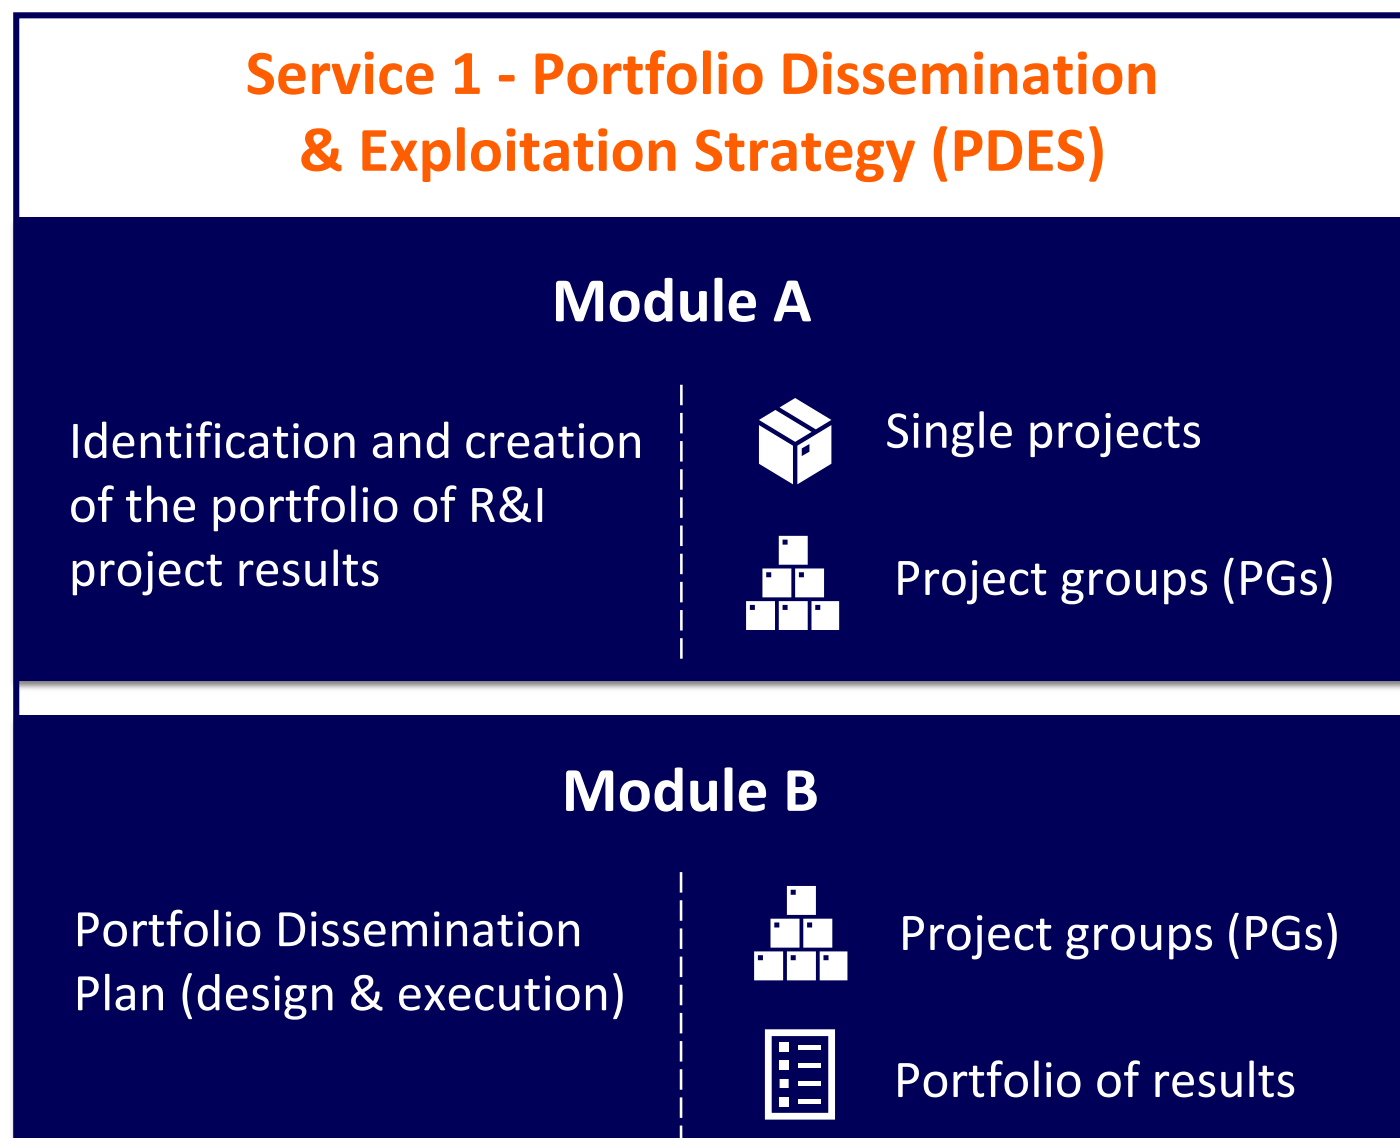 Service 1 - Portfolio Dissemination
& Exploitation Strategy (PDES)
Module A
Identification and creation
of the portfolio of R&I
project results
Single projects
Project groups (PGs)
Module B
Portfolio Dissemination
Plan (design & execution)
Project groups (PGs)
Portfolio of results